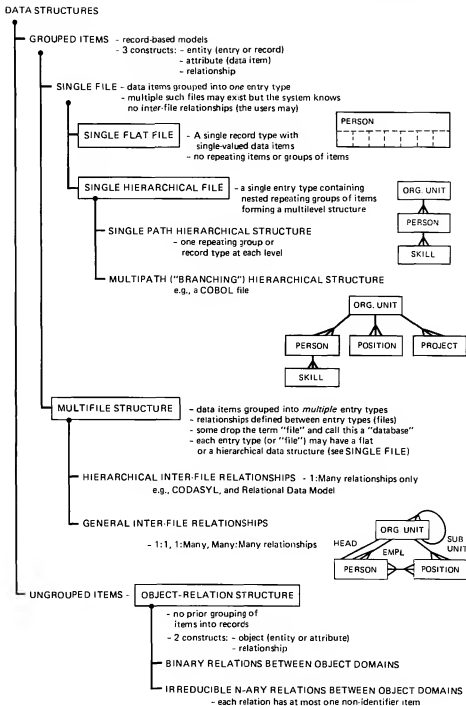 DATA STRUCTURES
GROUPED ITEMS - record-based models
- 3 constructs: - entity (entry or record)
- attribute (data item)
- relationship
SINGLE FILE - data items grouped into one entry type
- multiple such files may exist but the system knows
no inter-file relationships (the users may)
SINGLE FLAT FILE - A single record type with
single-valued data items
- no repeating items or groups of items
PERSON
SINGLE HIERARCHICAL FILE - a single entry type containing
nested repeating groups of items
forming a multilevel structure
ORG. UNIT
PERSON
SKILL
SINGLE PATH HIERARCHICAL STRUCTURE
- one repeating group or
record type at each level
MULTIPATH ("BRANCHING") HIERARCHICAL STRUCTURE
e.g., a COBOL file
ORG. UNIT
PERSON POSITION PROJECT
SKILL
MULTIFILE STRUCTURE - data items grouped into multiple entry types
- relationships defined between entry types (files)
- some drop the term "file" and call this a "database"
- each entry type (or "file") may have a flat
or a hierarchical data structure (see SINGLE FILE)
HIERARCHICAL INTER-FILE RELATIONSHIPS - 1:Many relationships only
e.g., CODASYL, and Relational Data Model
GENERAL INTER-FILE RELATIONSHIPS
- 1:1, 1:Many, Many:Many relationships
ORG. UNIT
SUB
UNIT
HEAD
EMPL
PERSON POSITION
UNGROUPED ITEMS - OBJECT-RELATION STRUCTURE
- no prior grouping of
items into records
- 2 constructs: - object (entity or attribute)
- relationship
BINARY RELATIONS BETWEEN OBJECT DOMAINS
IRREDUCIBLE N-ARY RELATIONS BETWEEN OBJECT DOMAINS
- each relation has at most one non-identifier item